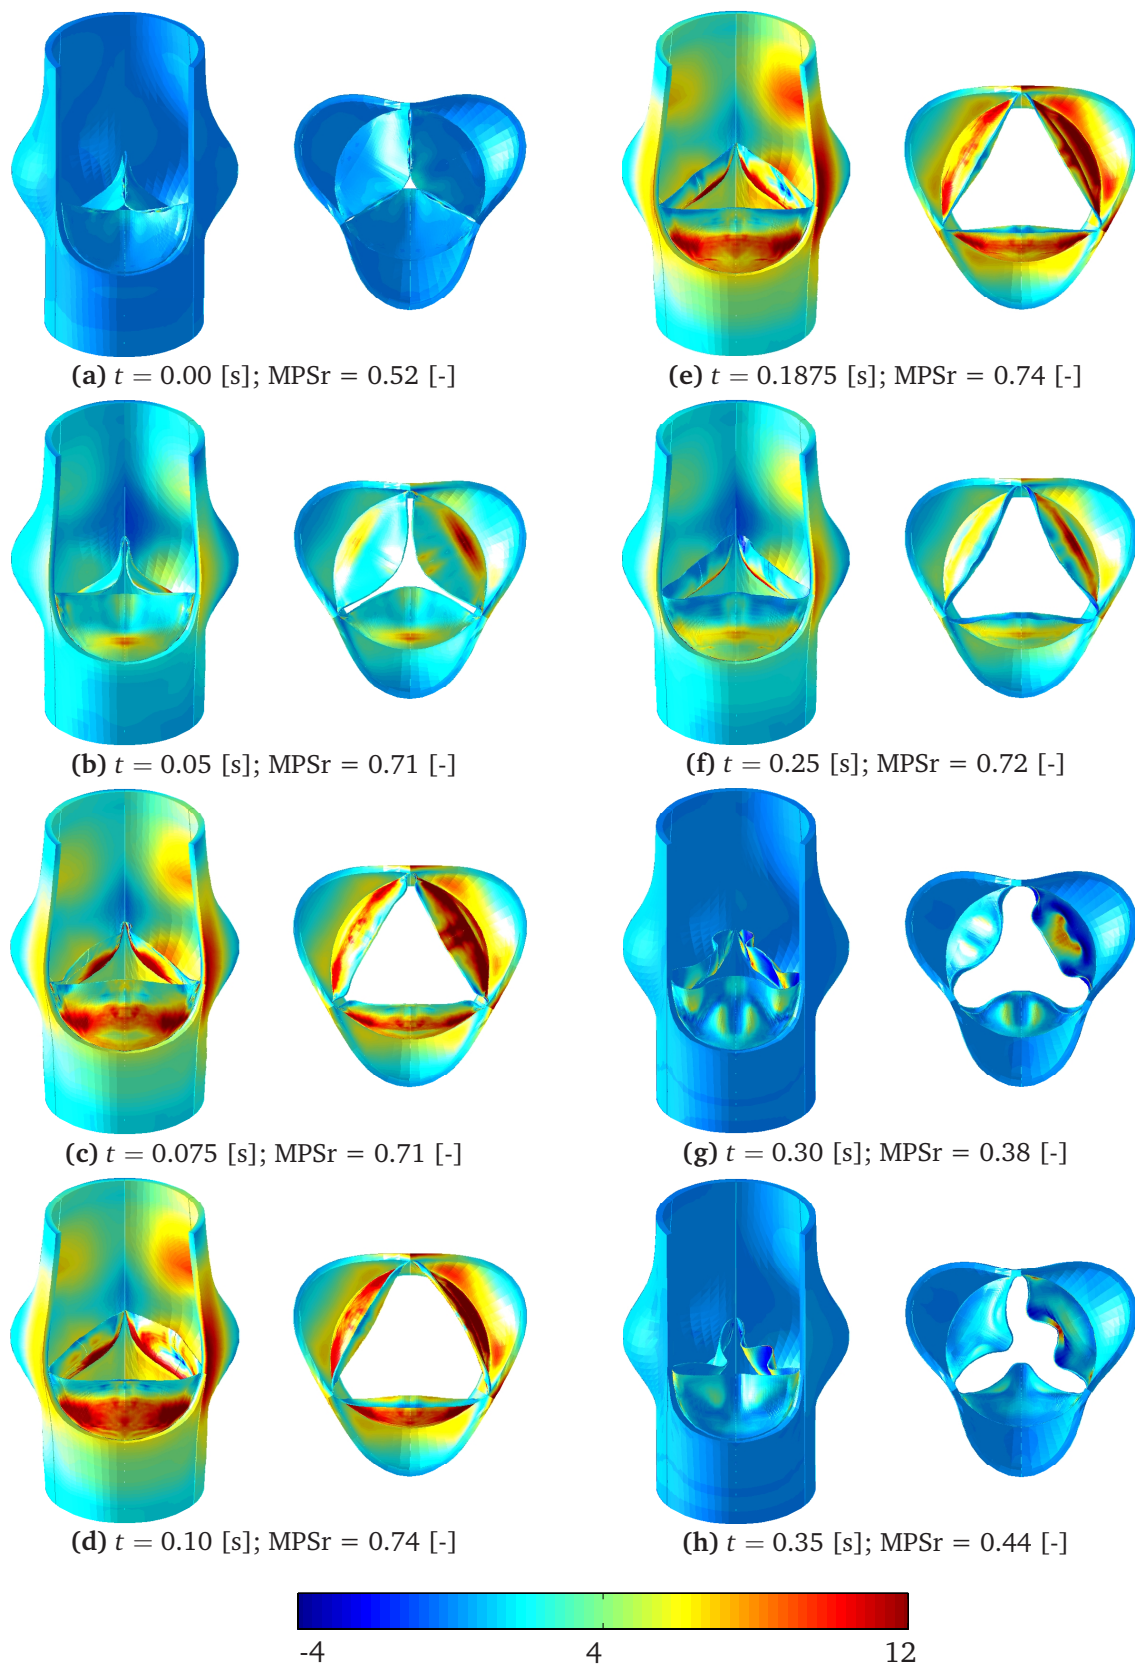 (a) t = 0.00 [s]; MPSr = 0.52 [-]
(e) t = 0.1875 [s]; MPSr = 0.74 [-]
(b) t = 0.05 [s]; MPSr = 0.71 [-]
(f) t = 0.25 [s]; MPSr = 0.72 [-]
(c) t = 0.075 [s]; MPSr = 0.71 [-]
(g) t = 0.30 [s]; MPSr = 0.38 [-]
(d) t = 0.10 [s]; MPSr = 0.74 [-]
(h) t = 0.35 [s]; MPSr = 0.44 [-]
-4 4 12